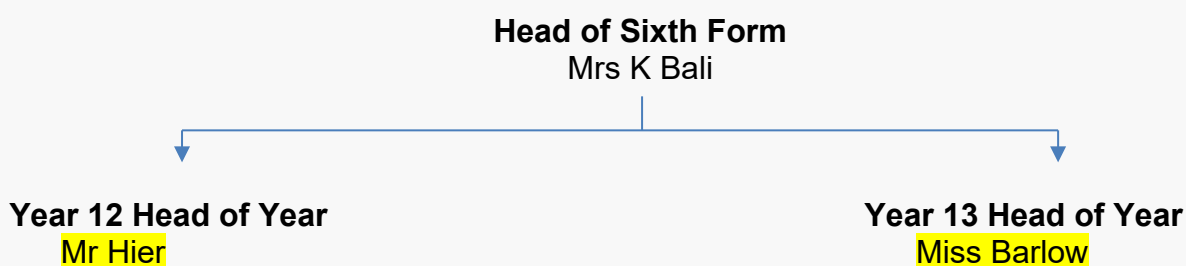 Head of Sixth Form
Mrs K Bali
Year 12 Head of Year
Mr Hier
Year 13 Head of Year
Miss Barlow